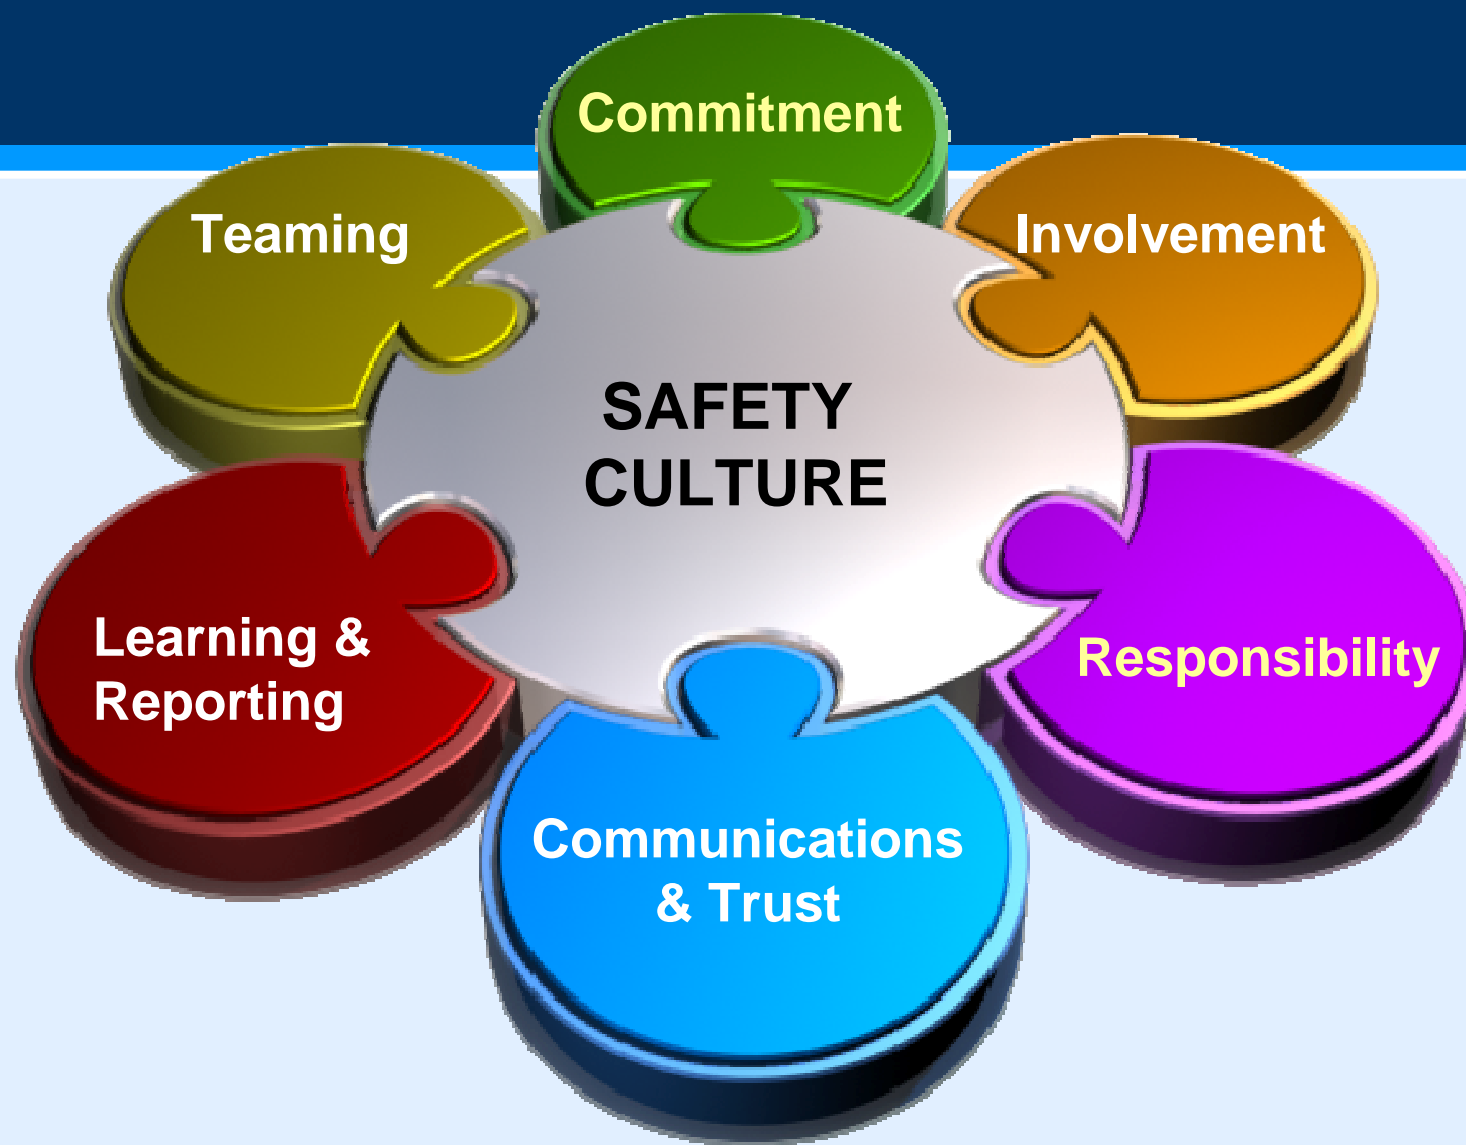 Commitment
Teaming
Involvement
SAFETY
CULTURE
Learning &
Reporting
Responsibility
Communications
& Trust